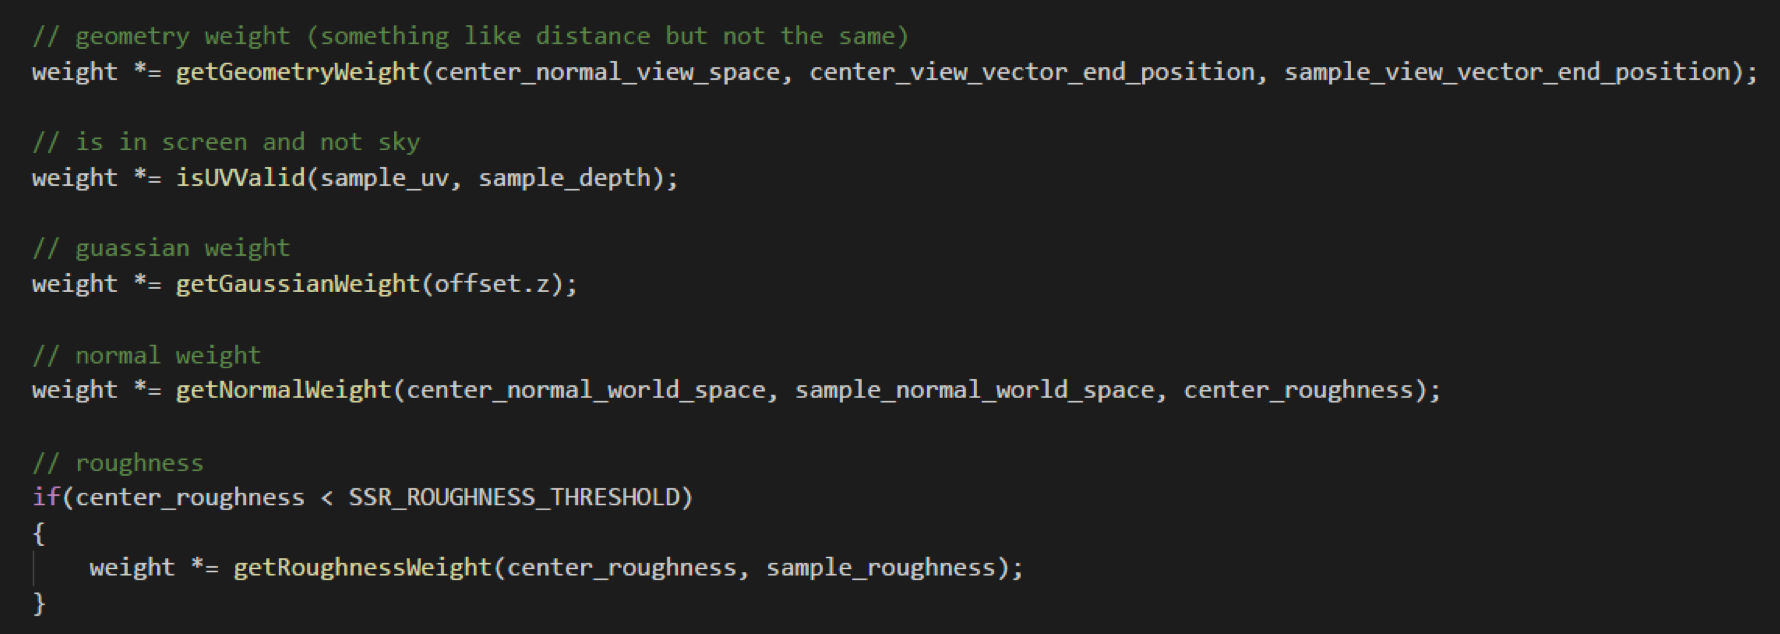 // geometry weight (something like distance but not the same)
weight *= getGeometryWeight(center_normal_view_space, center_view_vector_end_position, sample_view_vector_end_position);
// is in screen and not sky
weight *= isUVValid(sample_uv, sample_depth);
// guassian weight
weight *= getGaussianWeight(offset.z);
// normal weight
weight *= getNormalWeight(center_normal_world_space, sample_normal_world_space, center_roughness);
// roughness
if(center_roughness < SSR_ROUGHNESS_THRESHOLD)
{
weight *= getRoughnessWeight(center_roughness, sample_roughness);
}